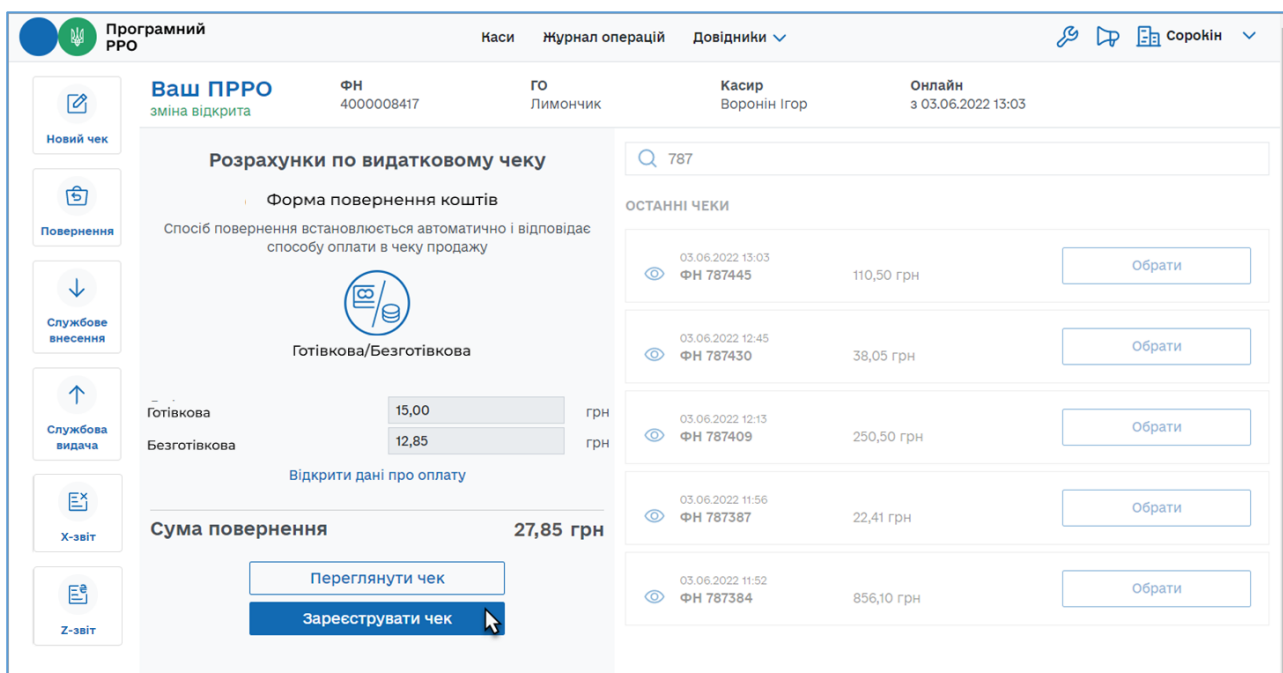 Програмний
РРО
Каси Журнал операцій Довідники
Сорокін
Новий чек
Повернення
Службове
внесення
Службова
видача
X-звіт
Z-звіт
Ваш ПРРО
зміна відкрита
ФН
4000008417
ГО
Лимончик
Касир
Воронін Ігор
Онлайн
з 03.06.2022 13:03
Розрахунки по видатковому чеку
Форма повернення коштів
Спосіб повернення встановлюється автоматично і відповідає
способу оплати в чеку продажу
Готівкова/Безготівкова
Готівкова 15,00 грн
Безготівкова 12,85 грн
Відкрити дані про оплату
Сума повернення 27,85 грн
Переглянути чек
Зареєструвати чек
787
ОСТАННІ ЧЕКИ
03.06.2022 13:03
ФН 787445 110,50 грн Обрати
03.06.2022 12:45
ФН 787430 38,05 грн Обрати
03.06.2022 12:13
ФН 787409 250,50 грн Обрати
03.06.2022 11:56
ФН 787387 22,41 грн Обрати
03.06.2022 11:52
ФН 787384 856,10 грн Обрати